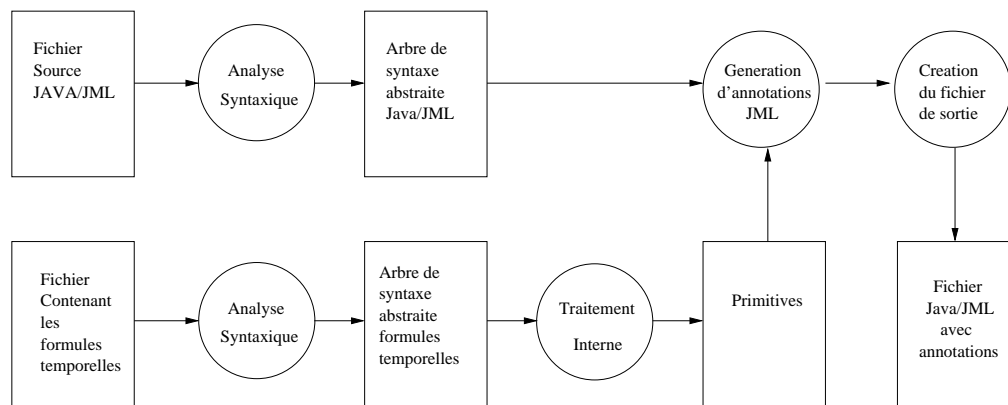 Fichier
Source
JAVA/JML
Analyse
Syntaxique
Arbre de
syntaxe
abstraite
Java/JML
Generation
d'annotations
JML
Creation
du fichier
de sortie
Fichier
Contenant
les
formules
temporelles
Analyse
Syntaxique
Arbre de
syntaxe
abstraite
formules
temporelles
Traitement
Interne
Primitives
Fichier
Java/JML
avec
annotations